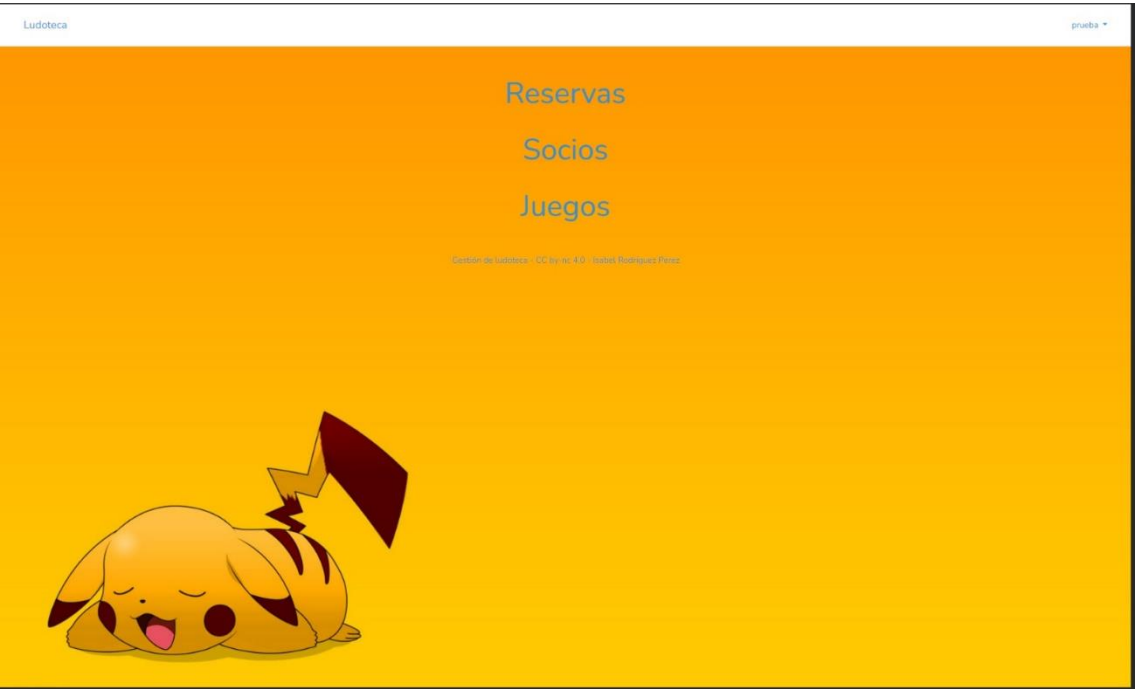 Ludoteca
prueba
Reservas
Socios
Juegos
Gestión de ludoteca - CC by-nc 4.0 - Isabel Rodríguez Pérez